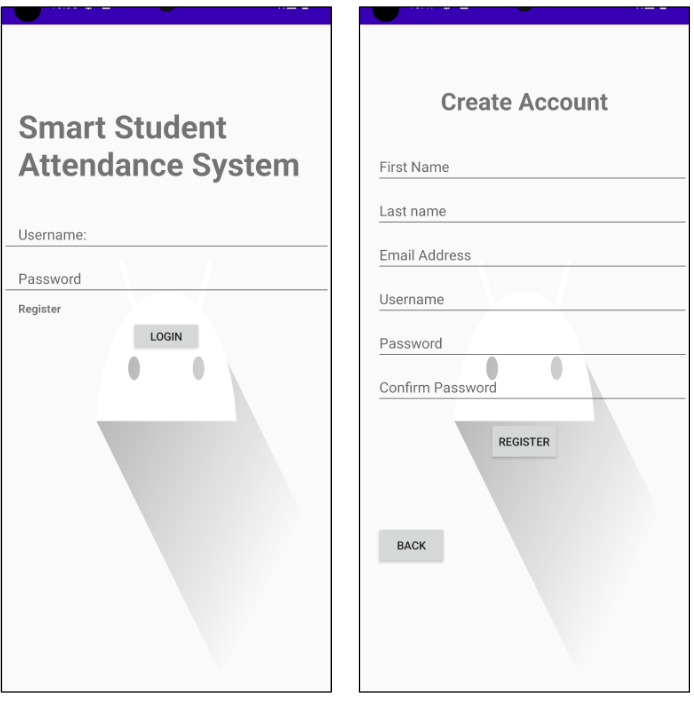 Smart Student
Attendance System
Username:
Password
Register
LOGIN
Create Account
First Name
Last name
Email Address
Username
Password
Confirm Password
REGISTER
BACK